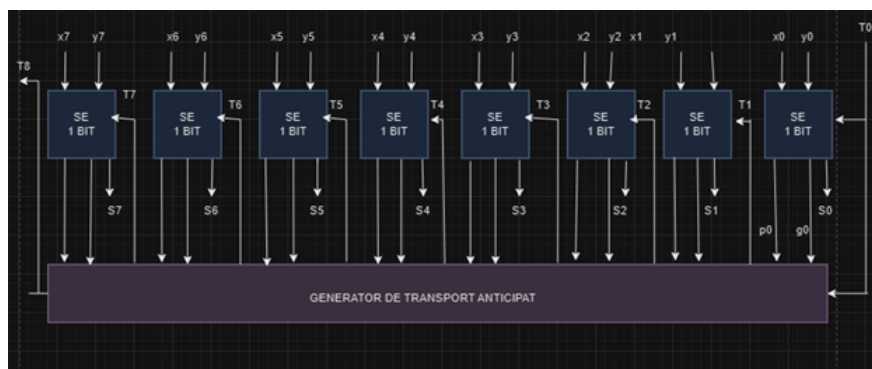 x7 y7 x6 y6 x5 y5 x4 y4 x3 y3 x2 y2 x1 y1 x0 y0 T0
T8
T7 T6 T5 T4 T3 T2 T1
SE SE SE SE SE SE SE SE
1 BIT 1 BIT 1 BIT 1 BIT 1 BIT 1 BIT 1 BIT 1 BIT
S7 S6 S5 S4 S3 S2 S1 S0
p0 g0
GENERATOR DE TRANSPORT ANTICIPAT